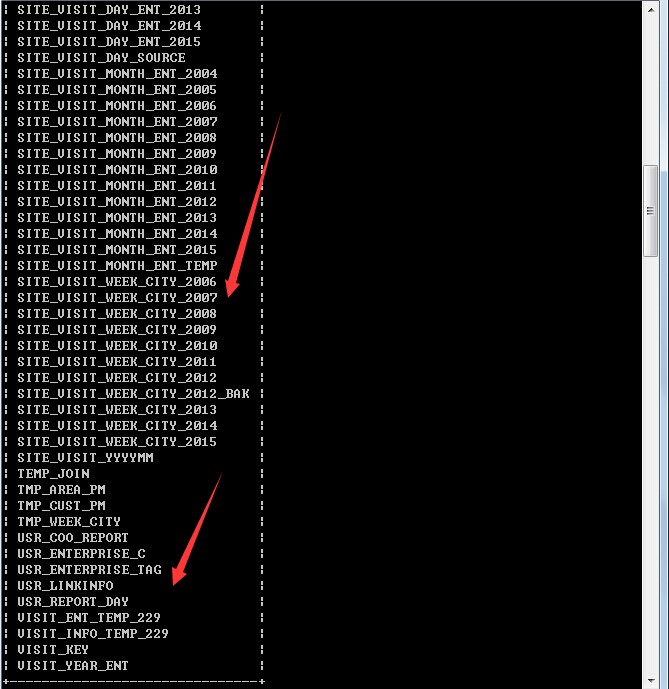 | SITE_VISIT_DAY_ENT_2013 |
| SITE_VISIT_DAY_ENT_2014 |
| SITE_VISIT_DAY_ENT_2015 |
| SITE_VISIT_DAY_SOURCE |
| SITE_VISIT_MONTH_ENT_2004 |
| SITE_VISIT_MONTH_ENT_2005 |
| SITE_VISIT_MONTH_ENT_2006 |
| SITE_VISIT_MONTH_ENT_2007 |
| SITE_VISIT_MONTH_ENT_2008 |
| SITE_VISIT_MONTH_ENT_2009 |
| SITE_VISIT_MONTH_ENT_2010 |
| SITE_VISIT_MONTH_ENT_2011 |
| SITE_VISIT_MONTH_ENT_2012 |
| SITE_VISIT_MONTH_ENT_2013 |
| SITE_VISIT_MONTH_ENT_2014 |
| SITE_VISIT_MONTH_ENT_2015 |
| SITE_VISIT_MONTH_ENT_TEMP |
| SITE_VISIT_WEEK_CITY_2006 |
| SITE_VISIT_WEEK_CITY_2007 |
| SITE_VISIT_WEEK_CITY_2008 |
| SITE_VISIT_WEEK_CITY_2009 |
| SITE_VISIT_WEEK_CITY_2010 |
| SITE_VISIT_WEEK_CITY_2011 |
| SITE_VISIT_WEEK_CITY_2012 |
| SITE_VISIT_WEEK_CITY_2012_BAK |
| SITE_VISIT_WEEK_CITY_2013 |
| SITE_VISIT_WEEK_CITY_2014 |
| SITE_VISIT_WEEK_CITY_2015 |
| SITE_VISIT_YYYYMM |
| TEMP_JOIN |
| TMP_AREA_PM |
| TMP_CUST_PM |
| TMP_WEEK_CITY |
| USR_COO_REPORT |
| USR_ENTERPRISE_C |
| USR_ENTERPRISE_TAG |
| USR_LINKINFO |
| USR_REPORT_DAY |
| VISIT_ENT_TEMP_229 |
| VISIT_INFO_TEMP_229 |
| VISIT_KEY |
| VISIT_YEAR_ENT |
+-------------------------------+